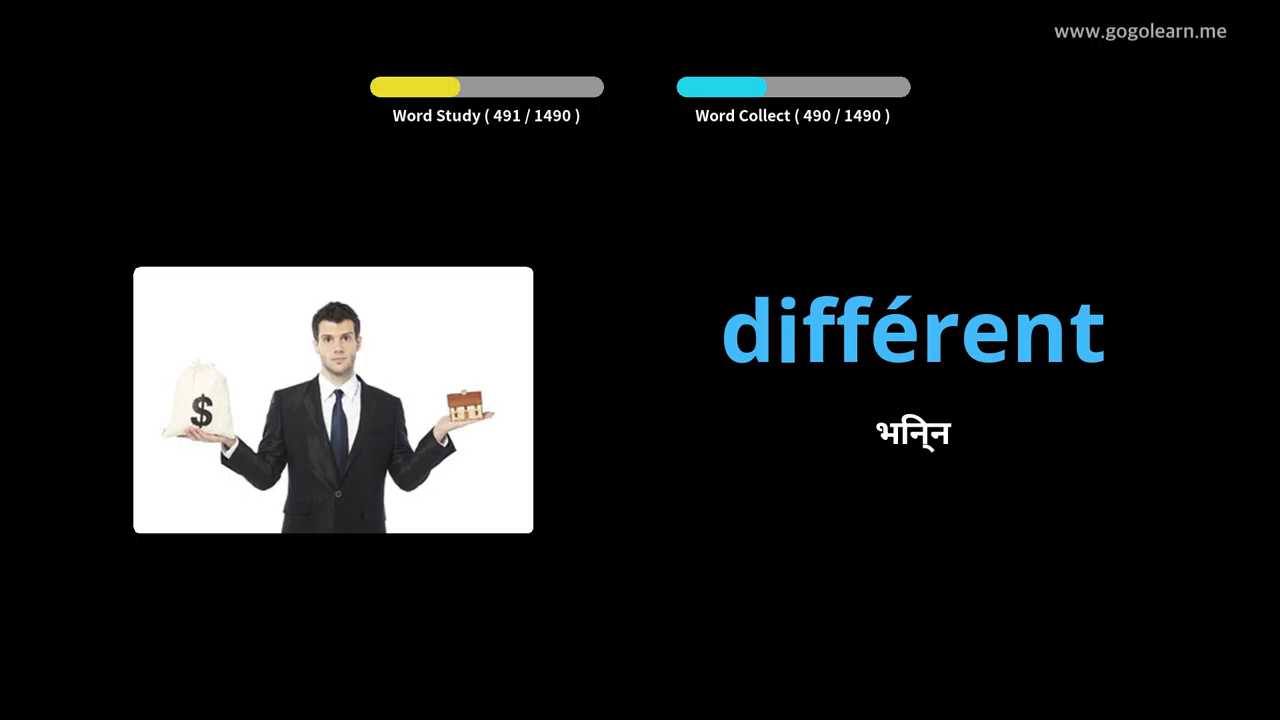 www.gogolearn.me
Word Study ( 491 / 1490 )
Word Collect ( 490 / 1490 )
$
différent
भिन्न